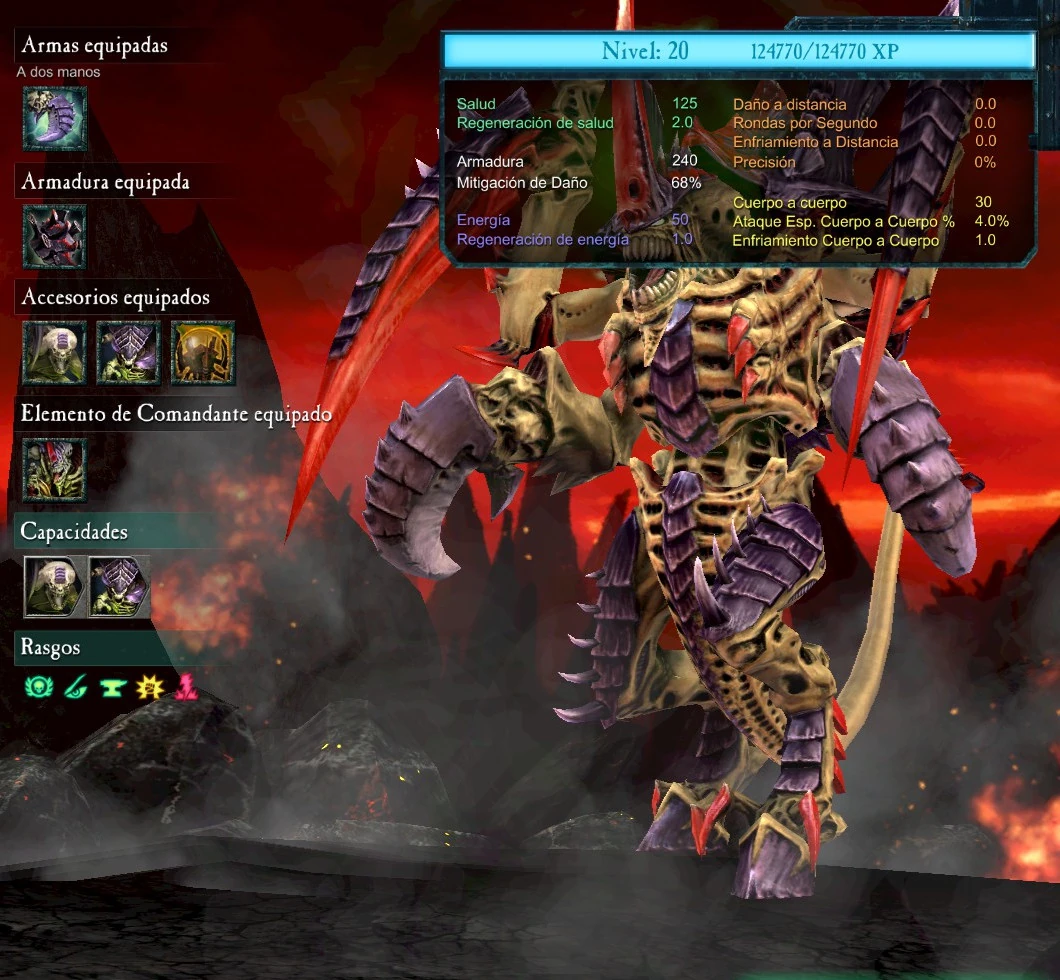 Armas equipadas
A dos manos
Armadura equipada
Accesorios equipados
Elemento de Comandante equipado
Capacidades
Rasgos
Nivel: 20 124770/124770 XP
Salud 125
Regeneración de salud 2.0
Armadura 240
Mitigación de Daño 68%
Energía 50
Regeneración de energía 1.0
Daño a distancia 0.0
Rondas por Segundo 0.0
Enfriamiento a Distancia 0.0
Precisión 0%
Cuerpo a cuerpo 30
Ataque Esp. Cuerpo a Cuerpo % 4.0%
Enfriamiento Cuerpo a Cuerpo 1.0